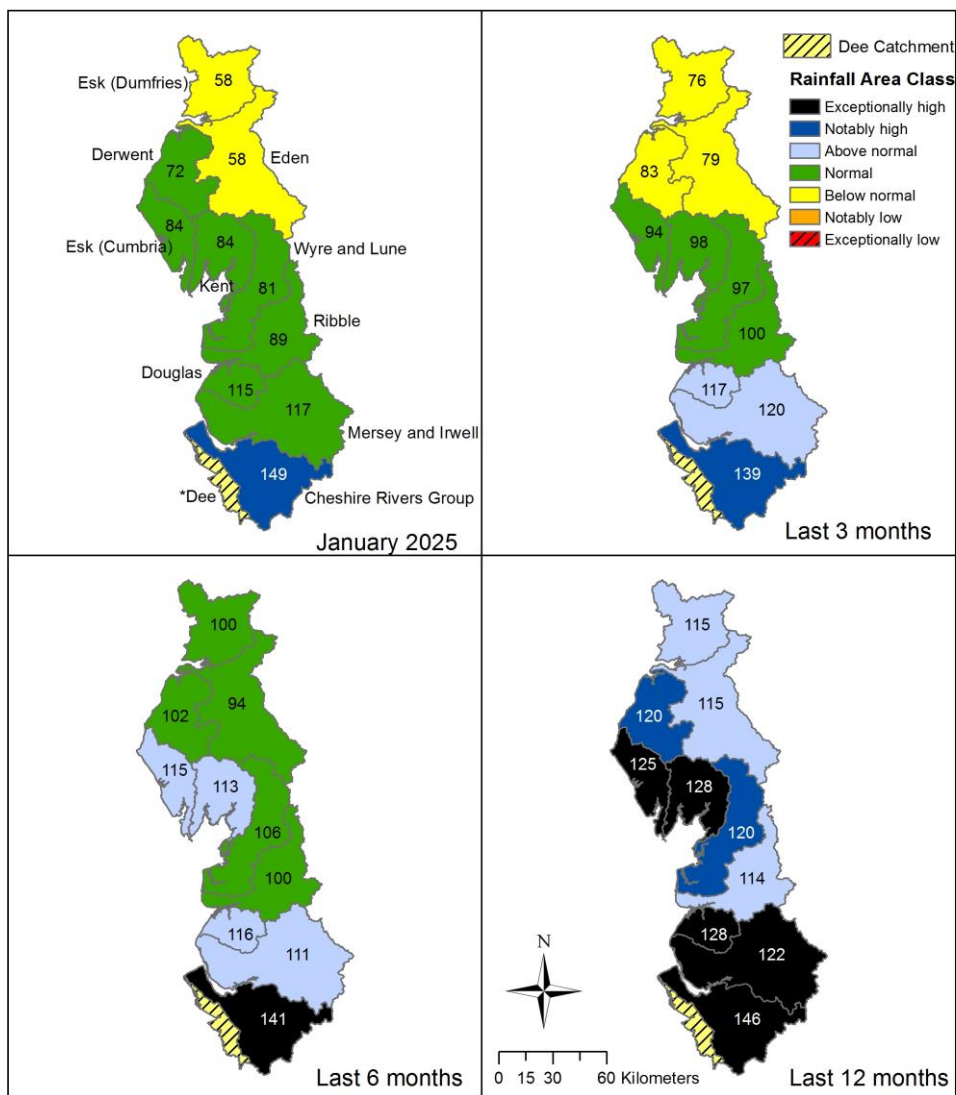 Esk (Dumfries)
58
Derwent
72
58
Eden
84
Esk (Cumbria)
84
Kent
Wyre and Lune
81
Ribble
89
Douglas
115
117
Mersey and Irwell
149
*Dee
Cheshire Rivers Group
January 2025
Dee Catchment
Rainfall Area Class
Exceptionally high
Notably high
Above normal
Normal
Below normal
Notably low
Exceptionally low
76
83
79
94
98
97
100
117
120
139
Last 3 months
100
102
94
115
113
106
100
116
111
141
Last 6 months
115
120
115
125
128
120
114
128
122
146
N
0 15 30 60 Kilometers
Last 12 months